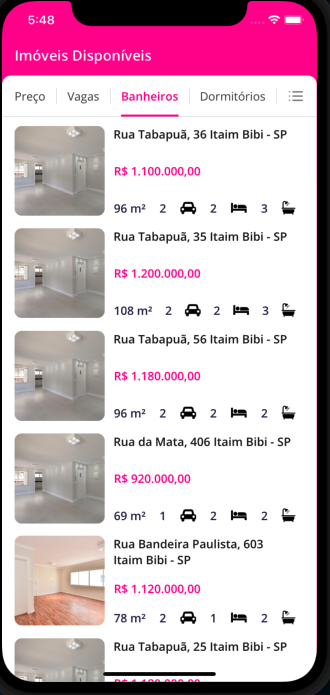 5:48
Imóveis Disponíveis
Preço Vagas Banheiros Dormitórios
Rua Tabapuã, 36 Itaim Bibi - SP
R$ 1.100.000,00
96 m² 2 2 3
Rua Tabapuã, 35 Itaim Bibi - SP
R$ 1.200.000,00
108 m² 2 2 3
Rua Tabapuã, 56 Itaim Bibi - SP
R$ 1.180.000,00
96 m² 2 2 2
Rua da Mata, 406 Itaim Bibi - SP
R$ 920.000,00
69 m² 1 2 2
Rua Bandeira Paulista, 603
Itaim Bibi - SP
R$ 1.120.000,00
78 m² 2 1 2
Rua Tabapuã, 25 Itaim Bibi - SP